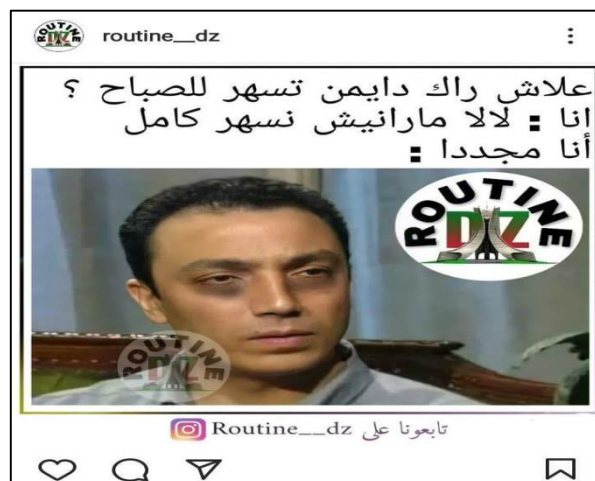 routine__dz
علاش راك دايمن تسهر للصباح ؟
انا : لالا مارانيش نسهر كامل
أنا مجددا :
ROUTINE
DZ
ROUTINE
DZ
تابعونا على Routine__dz